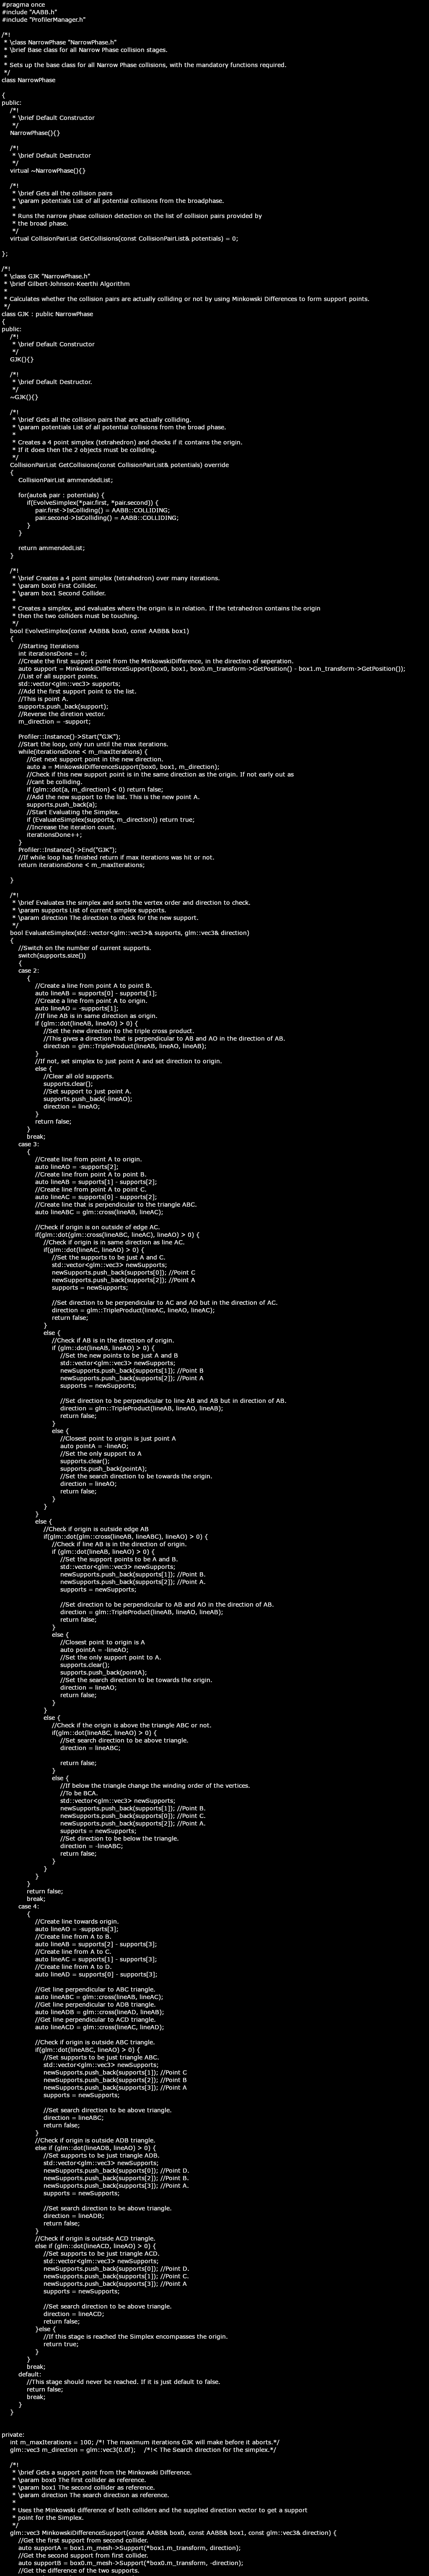 #pragma once
#include "AABB.h"
#include "ProfilerManager.h"
/*!
 * \class NarrowPhase "NarrowPhase.h"
 * \brief Base class for all Narrow Phase collision stages.
 *
 * Sets up the base class for all Narrow Phase collisions, with the mandatory functions required.
 */
class NarrowPhase
{
public:
/*!
 * \brief Default Constructor
 */
NarrowPhase(){}
/*!
 * \brief Default Destructor
 */
virtual ~NarrowPhase(){}
/*!
 * \brief Gets all the collision pairs
 * \param potentials List of all potential collisions from the broadphase.
 *
 * Runs the narrow phase collision detection on the list of collision pairs provided by
 * the broad phase.
 */
virtual CollisionPairList GetCollisions(const CollisionPairList& potentials) = 0;
};
/*!
 * \class GJK "NarrowPhase.h"
 * \brief Gilbert-Johnson-Keerthi Algorithm
 *
 * Calculates whether the collision pairs are actually colliding or not by using Minkowski Differences to form support points.
 */
class GJK : public NarrowPhase
{
public:
/*!
 * \brief Default Constructor
 */
GJK(){}
/*!
 * \brief Default Destructor.
 */
~GJK(){}
/*!
 * \brief Gets all the collision pairs that are actually colliding.
 * \param potentials List of all potential collisions from the broad phase.
 *
 * Creates a 4 point simplex (tetrahedron) and checks if it contains the origin.
 * If it does then the 2 objects must be colliding.
 */
CollisionPairList GetCollisions(const CollisionPairList& potentials) override
{
CollisionPairList ammendedList;
for(auto& pair : potentials) {
if(EvolveSimplex(*pair.first, *pair.second)) {
pair.first->IsColliding() = AABB::COLLIDING;
pair.second->IsColliding() = AABB::COLLIDING;
}
}
return ammendedList;
}
/*!
 * \brief Creates a 4 point simplex (tetrahedron) over many iterations.
 * \param box0 First Collider.
 * \param box1 Second Collider.
 *
 * Creates a simplex, and evaluates where the origin is in relation. If the tetrahedron contains the origin
 * then the two colliders must be touching.
 */
bool EvolveSimplex(const AABB& box0, const AABB& box1)
{
//Starting Iterations
int iterationsDone = 0;
//Create the first support point from the MinkowskiDifference, in the direction of seperation.
auto support = MinkowskiDifferenceSupport(box0, box1, box0.m_transform->GetPosition() - box1.m_transform->GetPosition());
//List of all support points.
std::vector<glm::vec3> supports;
//Add the first support point to the list.
//This is point A.
supports.push_back(support);
//Reverse the diretion vector.
m_direction = -support;
Profiler::Instance()->Start("GJK");
//Start the loop, only run until the max iterations.
while(iterationsDone < m_maxIterations) {
//Get next support point in the new direction.
auto a = MinkowskiDifferenceSupport(box0, box1, m_direction);
//Check if this new support point is in the same direction as the origin. If not early out as
//cant be colliding.
if (glm::dot(a, m_direction) < 0) return false;
//Add the new support to the list. This is the new point A.
supports.push_back(a);
//Start Evaluating the Simplex.
if (EvaluateSimplex(supports, m_direction)) return true;
//Increase the iteration count.
iterationsDone++;
}
Profiler::Instance()->End("GJK");
//If while loop has finished return if max iterations was hit or not.
return iterationsDone < m_maxIterations;
}
/*!
 * \brief Evaluates the simplex and sorts the vertex order and direction to check.
 * \param supports List of current simplex supports.
 * \param direction The direction to check for the new support.
 */
bool EvaluateSimplex(std::vector<glm::vec3>& supports, glm::vec3& direction)
{
//Switch on the number of current supports.
switch(supports.size())
{
case 2:
{
//Create a line from point A to point B.
auto lineAB = supports[0] - supports[1];
//Create a line from point A to origin.
auto lineAO = -supports[1];
//If line AB is in same direction as origin.
if (glm::dot(lineAB, lineAO) > 0) {
//Set the new direction to the triple cross product.
//This gives a direction that is perpendicular to AB and AO in the direction of AB.
direction = glm::TripleProduct(lineAB, lineAO, lineAB);
}
//If not, set simplex to just point A and set direction to origin.
else {
//Clear all old supports.
supports.clear();
//Set support to just point A.
supports.push_back(-lineAO);
direction = lineAO;
}
return false;
}
break;
case 3:
{
//Create line from point A to origin.
auto lineAO = -supports[2];
//Create line from point A to point B.
auto lineAB = supports[1] - supports[2];
//Create line from point A to point C.
auto lineAC = supports[0] - supports[2];
//Create line that is perpendicular to the triangle ABC.
auto lineABC = glm::cross(lineAB, lineAC);
//Check if origin is on outside of edge AC.
if(glm::dot(glm::cross(lineABC, lineAC), lineAO) > 0) {
//Check if origin is in same direction as line AC.
if(glm::dot(lineAC, lineAO) > 0) {
//Set the supports to be just A and C.
std::vector<glm::vec3> newSupports;
newSupports.push_back(supports[0]); //Point C
newSupports.push_back(supports[2]); //Point A
supports = newSupports;
//Set direction to be perpendicular to AC and AO but in the direction of AC.
direction = glm::TripleProduct(lineAC, lineAO, lineAC);
return false;
}
else {
//Check if AB is in the direction of origin.
if (glm::dot(lineAB, lineAO) > 0) {
//Set the new points to be just A and B
std::vector<glm::vec3> newSupports;
newSupports.push_back(supports[1]); //Point B
newSupports.push_back(supports[2]); //Point A
supports = newSupports;
//Set direction to be perpendicular to line AB and AB but in direction of AB.
direction = glm::TripleProduct(lineAB, lineAO, lineAB);
return false;
}
else {
//Closest point to origin is just point A
auto pointA = -lineAO;
//Set the only support to A
supports.clear();
supports.push_back(pointA);
//Set the search direction to be towards the origin.
direction = lineAO;
return false;
}
}
}
else {
//Check if origin is outside edge AB
if(glm::dot(glm::cross(lineAB, lineABC), lineAO) > 0) {
//Check if line AB is in the direction of origin.
if (glm::dot(lineAB, lineAO) > 0) {
//Set the support points to be A and B.
std::vector<glm::vec3> newSupports;
newSupports.push_back(supports[1]); //Point B.
newSupports.push_back(supports[2]); //Point A.
supports = newSupports;
//Set direction to be perpendicular to AB and AO in the direction of AB.
direction = glm::TripleProduct(lineAB, lineAO, lineAB);
return false;
}
else {
//Closest point to origin is A
auto pointA = -lineAO;
//Set the only support point to A.
supports.clear();
supports.push_back(pointA);
//Set the search direction to be towards the origin.
direction = lineAO;
return false;
}
}
else {
//Check if the origin is above the triangle ABC or not.
if(glm::dot(lineABC, lineAO) > 0) {
//Set search direction to be above triangle.
direction = lineABC;
return false;
}
else {
//If below the triangle change the winding order of the vertices.
//To be BCA.
std::vector<glm::vec3> newSupports;
newSupports.push_back(supports[1]); //Point B.
newSupports.push_back(supports[0]); //Point C.
newSupports.push_back(supports[2]); //Point A.
supports = newSupports;
//Set direction to be below the triangle.
direction = -lineABC;
return false;
}
}
}
}
return false;
break;
case 4:
{
//Create line towards origin.
auto lineAO = -supports[3];
//Create line from A to B.
auto lineAB = supports[2] - supports[3];
//Create line from A to C.
auto lineAC = supports[1] - supports[3];
//Create line from A to D.
auto lineAD = supports[0] - supports[3];
//Get line perpendicular to ABC triangle.
auto lineABC = glm::cross(lineAB, lineAC);
//Get line perpendicular to ADB triangle.
auto lineADB = glm::cross(lineAD, lineAB);
//Get line perpendicular to ACD triangle.
auto lineACD = glm::cross(lineAC, lineAD);
//Check if origin is outside ABC triangle.
if(glm::dot(lineABC, lineAO) > 0) {
//Set supports to be just triangle ABC.
std::vector<glm::vec3> newSupports;
newSupports.push_back(supports[1]); //Point C
newSupports.push_back(supports[2]); //Point B
newSupports.push_back(supports[3]); //Point A
supports = newSupports;
//Set search direction to be above triangle.
direction = lineABC;
return false;
}
//Check if origin is outside ADB triangle.
else if (glm::dot(lineADB, lineAO) > 0) {
//Set supports to be just triangle ADB.
std::vector<glm::vec3> newSupports;
newSupports.push_back(supports[0]); //Point D.
newSupports.push_back(supports[2]); //Point B.
newSupports.push_back(supports[3]); //Point A.
supports = newSupports;
//Set search direction to be above triangle.
direction = lineADB;
return false;
}
//Check if origin is outside ACD triangle.
else if (glm::dot(lineACD, lineAO) > 0) {
//Set supports to be just triangle ACD.
std::vector<glm::vec3> newSupports;
newSupports.push_back(supports[0]); //Point D.
newSupports.push_back(supports[1]); //Point C.
newSupports.push_back(supports[3]); //Point A
supports = newSupports;
//Set search direction to be above triangle.
direction = lineACD;
return false;
}else {
//If this stage is reached the Simplex encompasses the origin.
return true;
}
}
break;
default:
//This stage should never be reached. If it is just default to false.
return false;
break;
}
}
private:
int m_maxIterations = 100; /*! The maximum iterations GJK will make before it aborts.*/
glm::vec3 m_direction = glm::vec3(0.0f); /*!< The Search direction for the simplex.*/
/*!
 * \brief Gets a support point from the Minkowski Difference.
 * \param box0 The first collider as reference.
 * \param box1 The second collider as reference.
 * \param direction The search direction as reference.
 *
 * Uses the Minkowski difference of both colliders and the supplied direction vector to get a support
 * point for the Simplex.
 */
glm::vec3 MinkowskiDifferenceSupport(const AABB& box0, const AABB& box1, const glm::vec3& direction) {
//Get the first support from second collider.
auto supportA = box1.m_mesh->Support(*box1.m_transform, direction);
//Get the second support from first collider.
auto supportB = box0.m_mesh->Support(*box0.m_transform, -direction);
//Get the difference of the two supports.